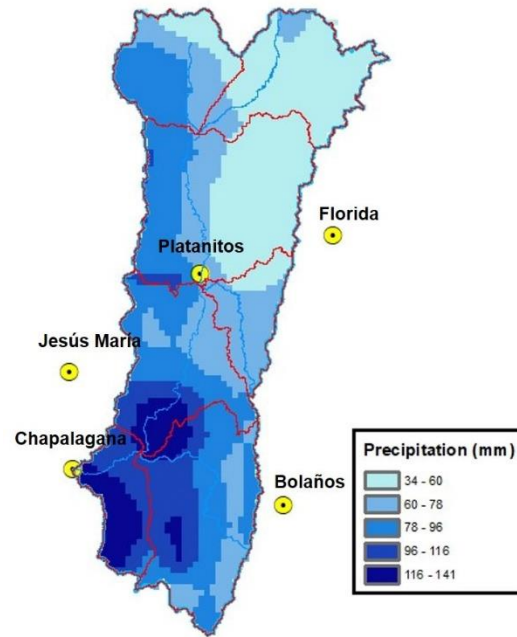 Florida
Platanitos
Jesús María
Chapalagana
Bolaños
Precipitation (mm)
34 - 60
60 - 78
78 - 96
96 - 116
116 - 141